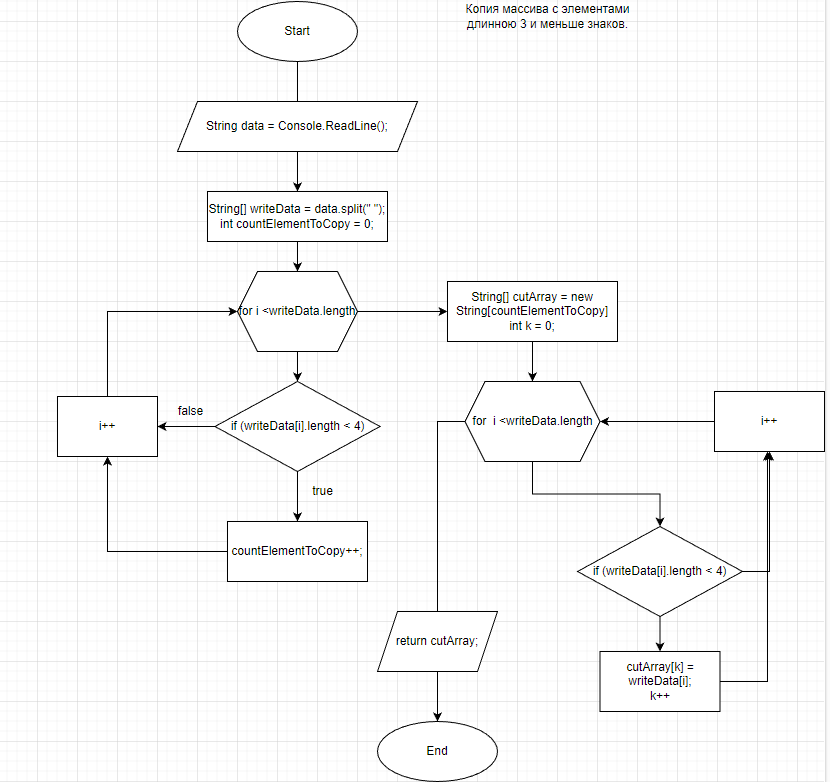 Копия массива с элементами
длинною 3 и меньше знаков.
Start
String data = Console.ReadLine();
String[] writeData = data.split(" ");
int countElementToCopy = 0;
for i <writeData.length
String[] cutArray = new
String[countElementToCopy]
int k = 0;
i++
false
if (writeData[i].length < 4)
true
countElementToCopy++;
for i <writeData.length
i++
if (writeData[i].length < 4)
cutArray[k] =
writeData[i];
k++
return cutArray;
End